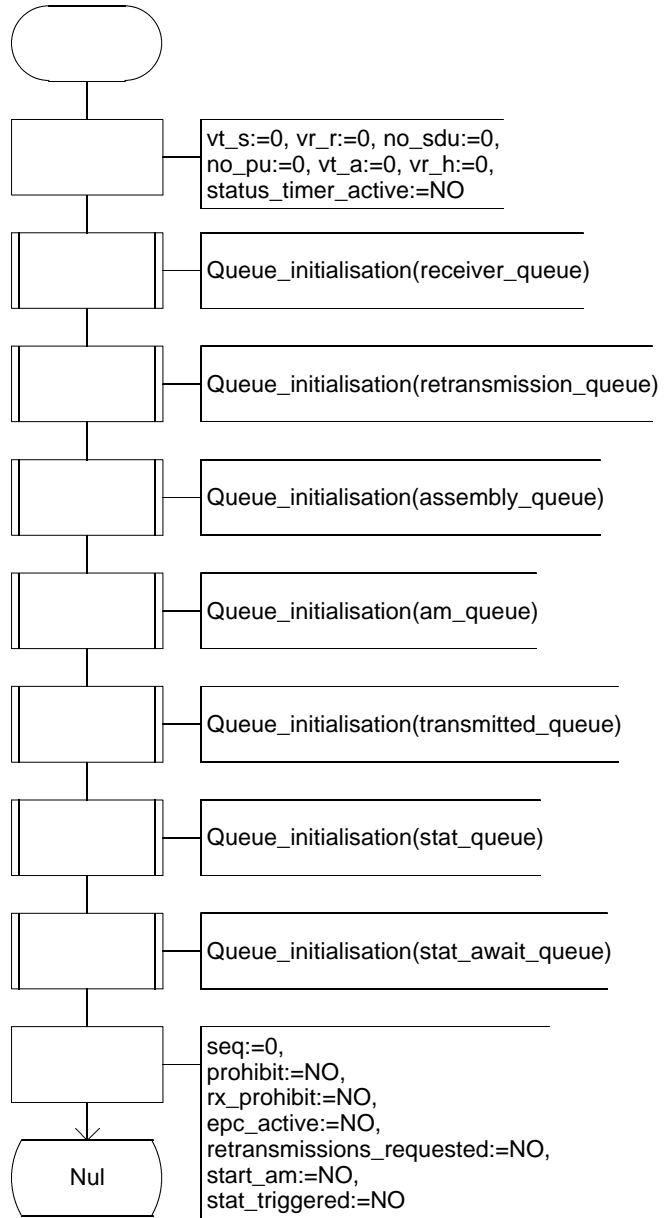 vt_s:=0, vr_r:=0, no_sdu:=0,
no_pu:=0, vt_a:=0, vr_h:=0,
status_timer_active:=NO
Queue_initialisation(receiver_queue)
Queue_initialisation(retransmission_queue)
Queue_initialisation(assembly_queue)
Queue_initialisation(am_queue)
Queue_initialisation(transmitted_queue)
Queue_initialisation(stat_queue)
Queue_initialisation(stat_await_queue)
seq:=0,
prohibit:=NO,
rx_prohibit:=NO,
epc_active:=NO,
retransmissions_requested:=NO,
start_am:=NO,
stat_triggered:=NO
Nul